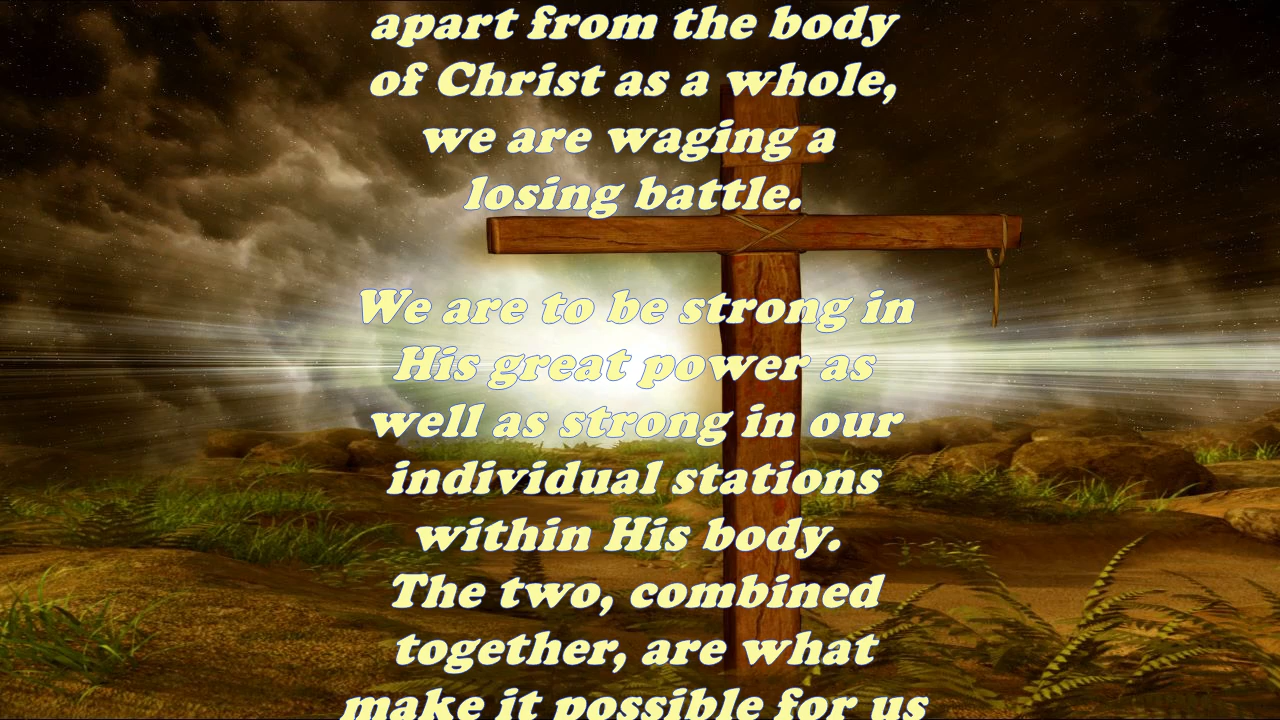 apart from the body
of Christ as a whole,
we are waging a
losing battle.
We are to be strong in
His great power as
well as strong in our
individual stations
within His body.
The two, combined
together, are what
make it possible for us